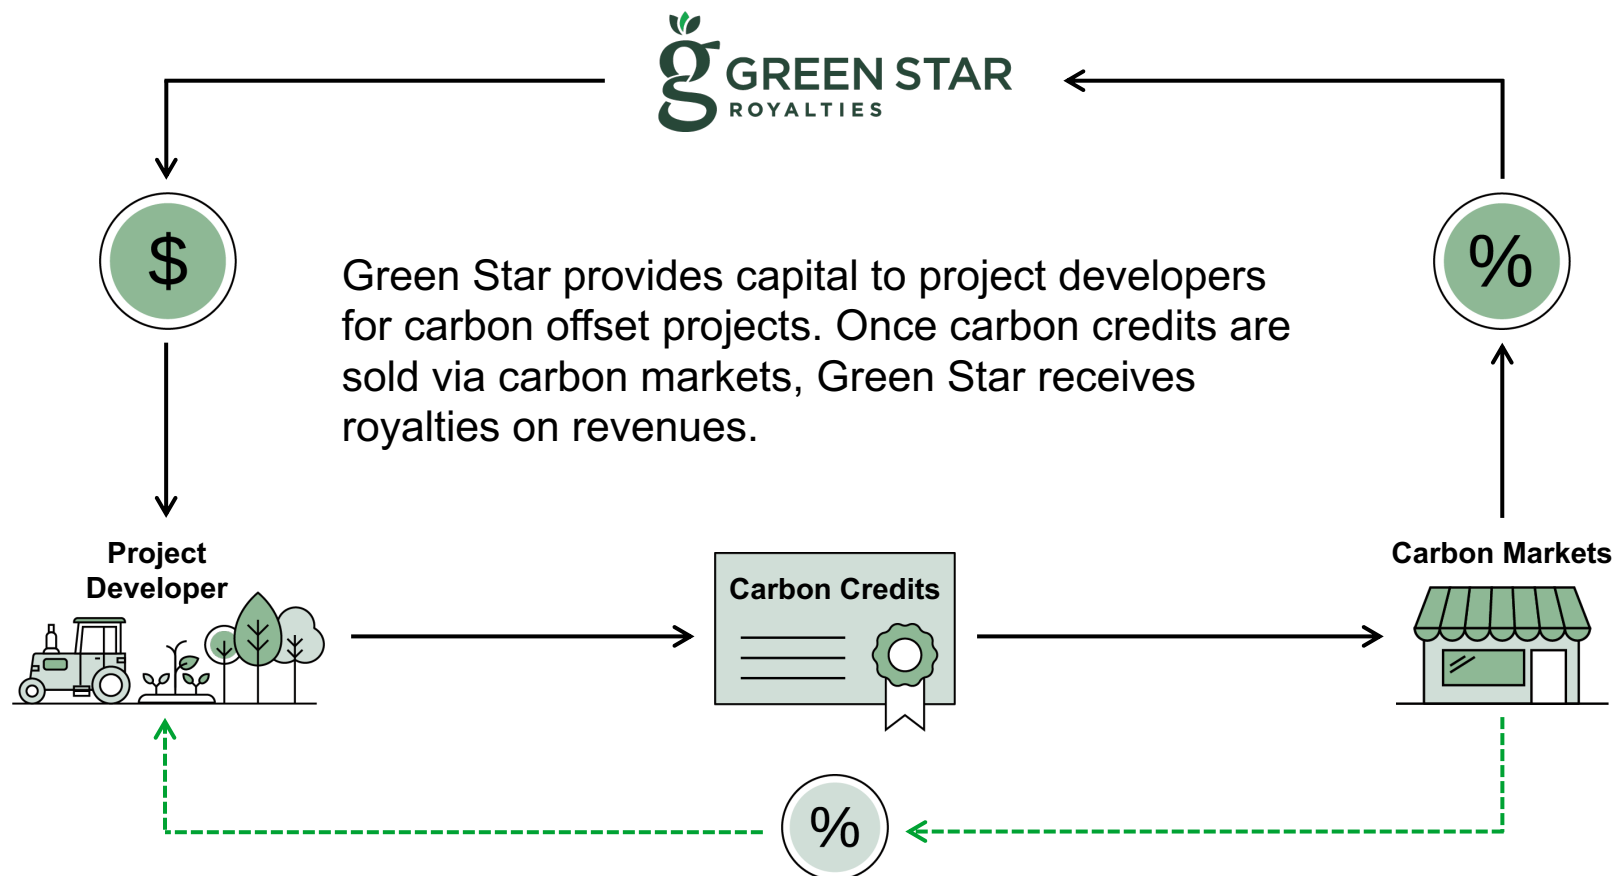 GREEN STAR
ROYALTIES
$
%
Green Star provides capital to project developers
for carbon offset projects. Once carbon credits are
sold via carbon markets, Green Star receives
royalties on revenues.
Project
Developer
Carbon Credits
Carbon Markets
%